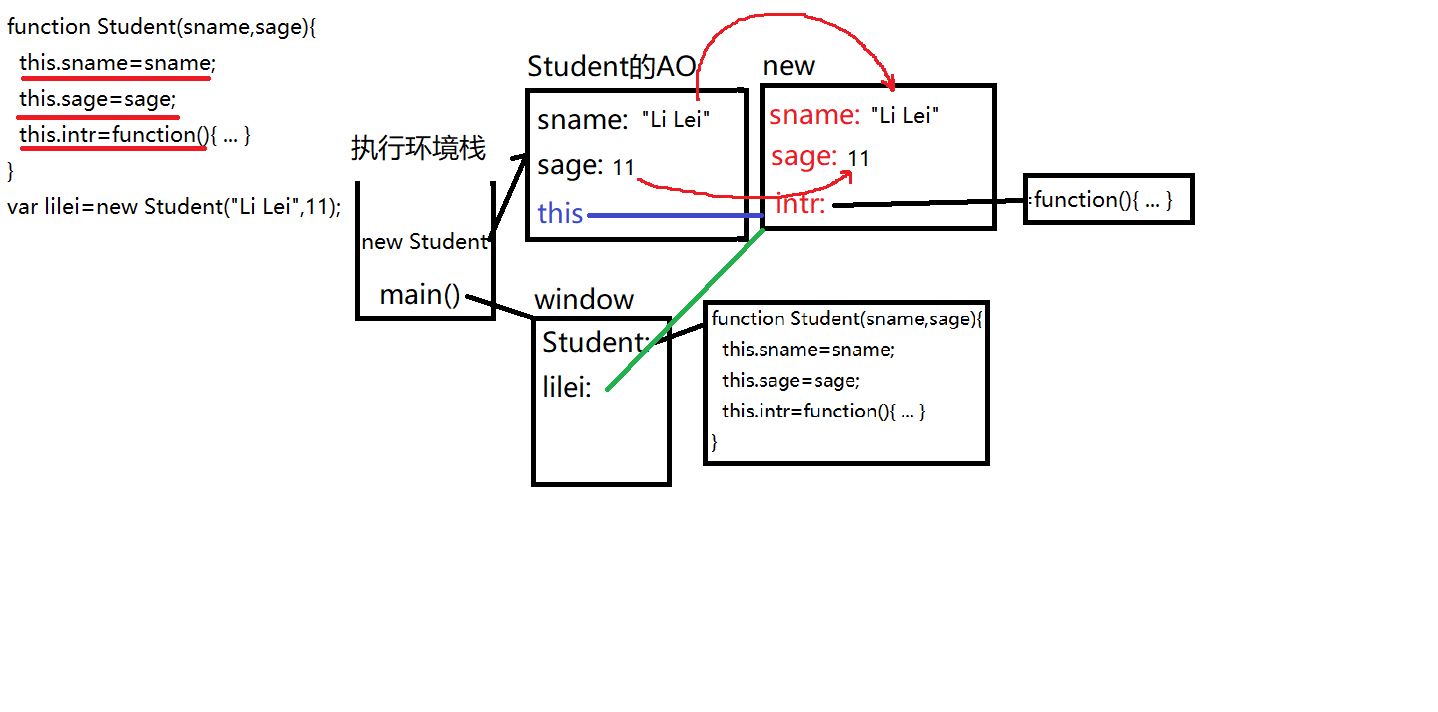 function Student(sname,sage){
this.sname=sname;
this.sage=sage;
this.intr=function(){ ... }
}
var lilei=new Student("Li Lei",11);
执行环境栈
new Student
main()
Student的AO
sname: "Li Lei"
sage: 11
this
new
sname: "Li Lei"
sage: 11
intr:
function(){ ... }
window
Student:
lilei:
function Student(sname,sage){
this.sname=sname;
this.sage=sage;
this.intr=function(){ ... }
}